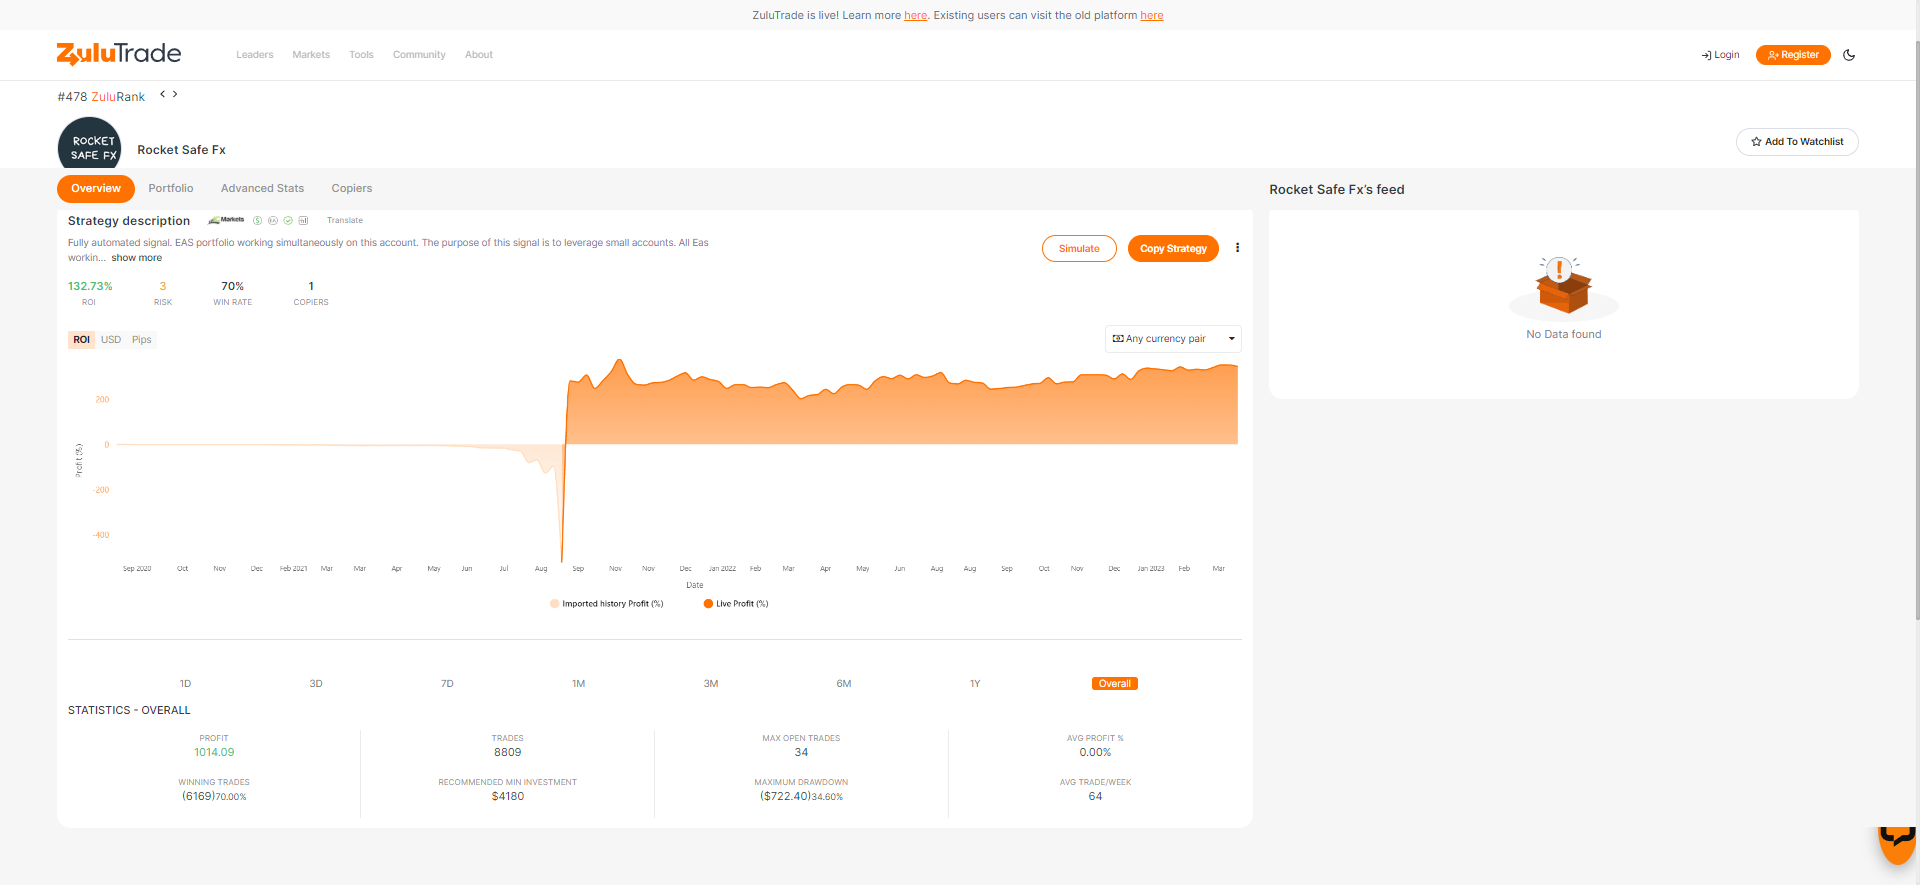 ZuluTrade is live! Learn more here. Existing users can visit the old platform here
ZuluTrade
Leaders Markets Tools Community About
Login Register
#478 ZuluRank
ROCKET SAFE FX
Rocket Safe Fx
Add To Watchlist
Overview Portfolio Advanced Stats Copiers
Rocket Safe Fx's feed
Strategy description Markets Translate
Fully automated signal. EAS portfolio working simultaneously on this account. The purpose of this signal is to leverage small accounts. All Eas
workin... show more
Simulate Copy Strategy
132.73% 3 70% 1
ROI RISK WIN RATE COPIERS
No Data found
ROI USD Pips
Any currency pair
200
0
-200
-400
Profit (%)
Sep 2020 Oct Nov Dec Feb 2021 Mar Mar Apr May Jun Jul Aug Sep Nov Nov Dec Jan 2022 Feb Mar Apr May Jun Aug Aug Sep Oct Nov Dec Jan 2023 Feb Mar
Date
Imported history Profit (%) Live Profit (%)
1D 3D 7D 1M 3M 6M 1Y Overall
STATISTICS - OVERALL
PROFIT TRADES MAX OPEN TRADES AVG PROFIT %
1014.09 8809 34 0.00%
WINNING TRADES RECOMMENDED MIN INVESTMENT MAXIMUM DRAWDOWN AVG TRADE/WEEK
(6169)70.00% $4180 ($722.40)34.60% 64